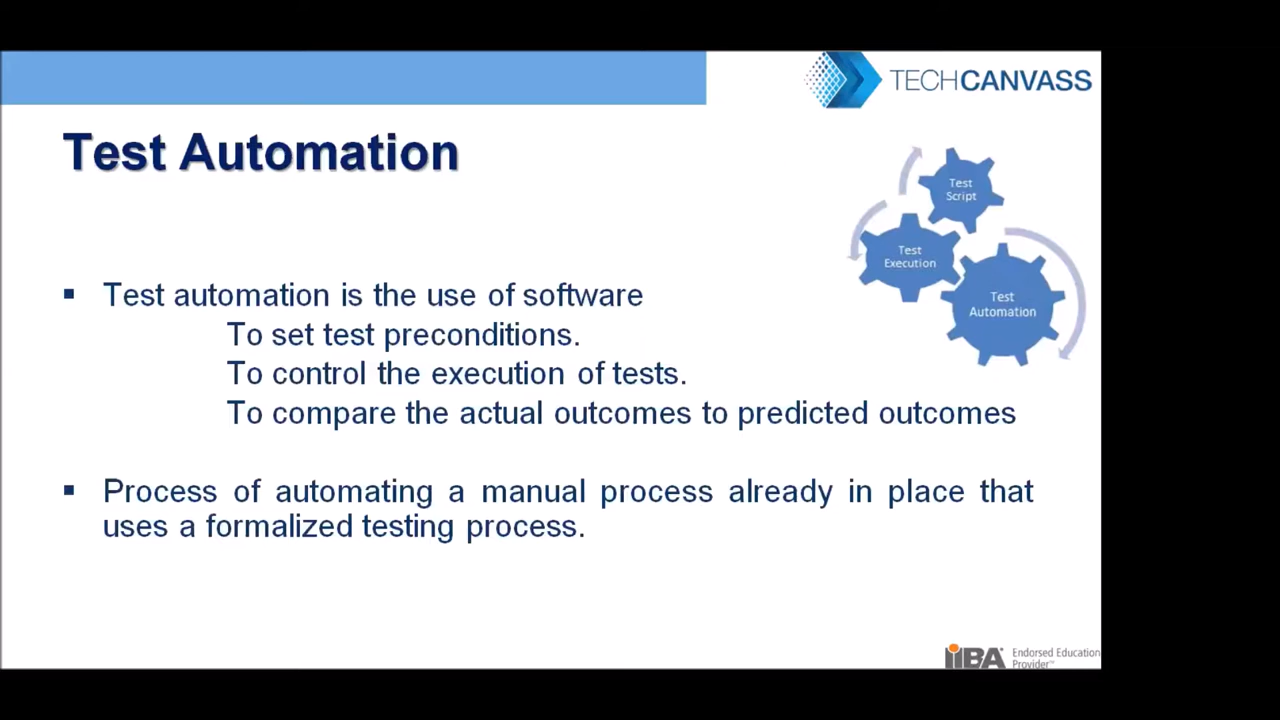 TECHCANVASS
Test Automation
Test
Script
Test
Execution
Test
Automation
▪ Test automation is the use of software
To set test preconditions.
To control the execution of tests.
To compare the actual outcomes to predicted outcomes
▪ Process of automating a manual process already in place that
uses a formalized testing process.
IIBA Endorsed Education
Provider™